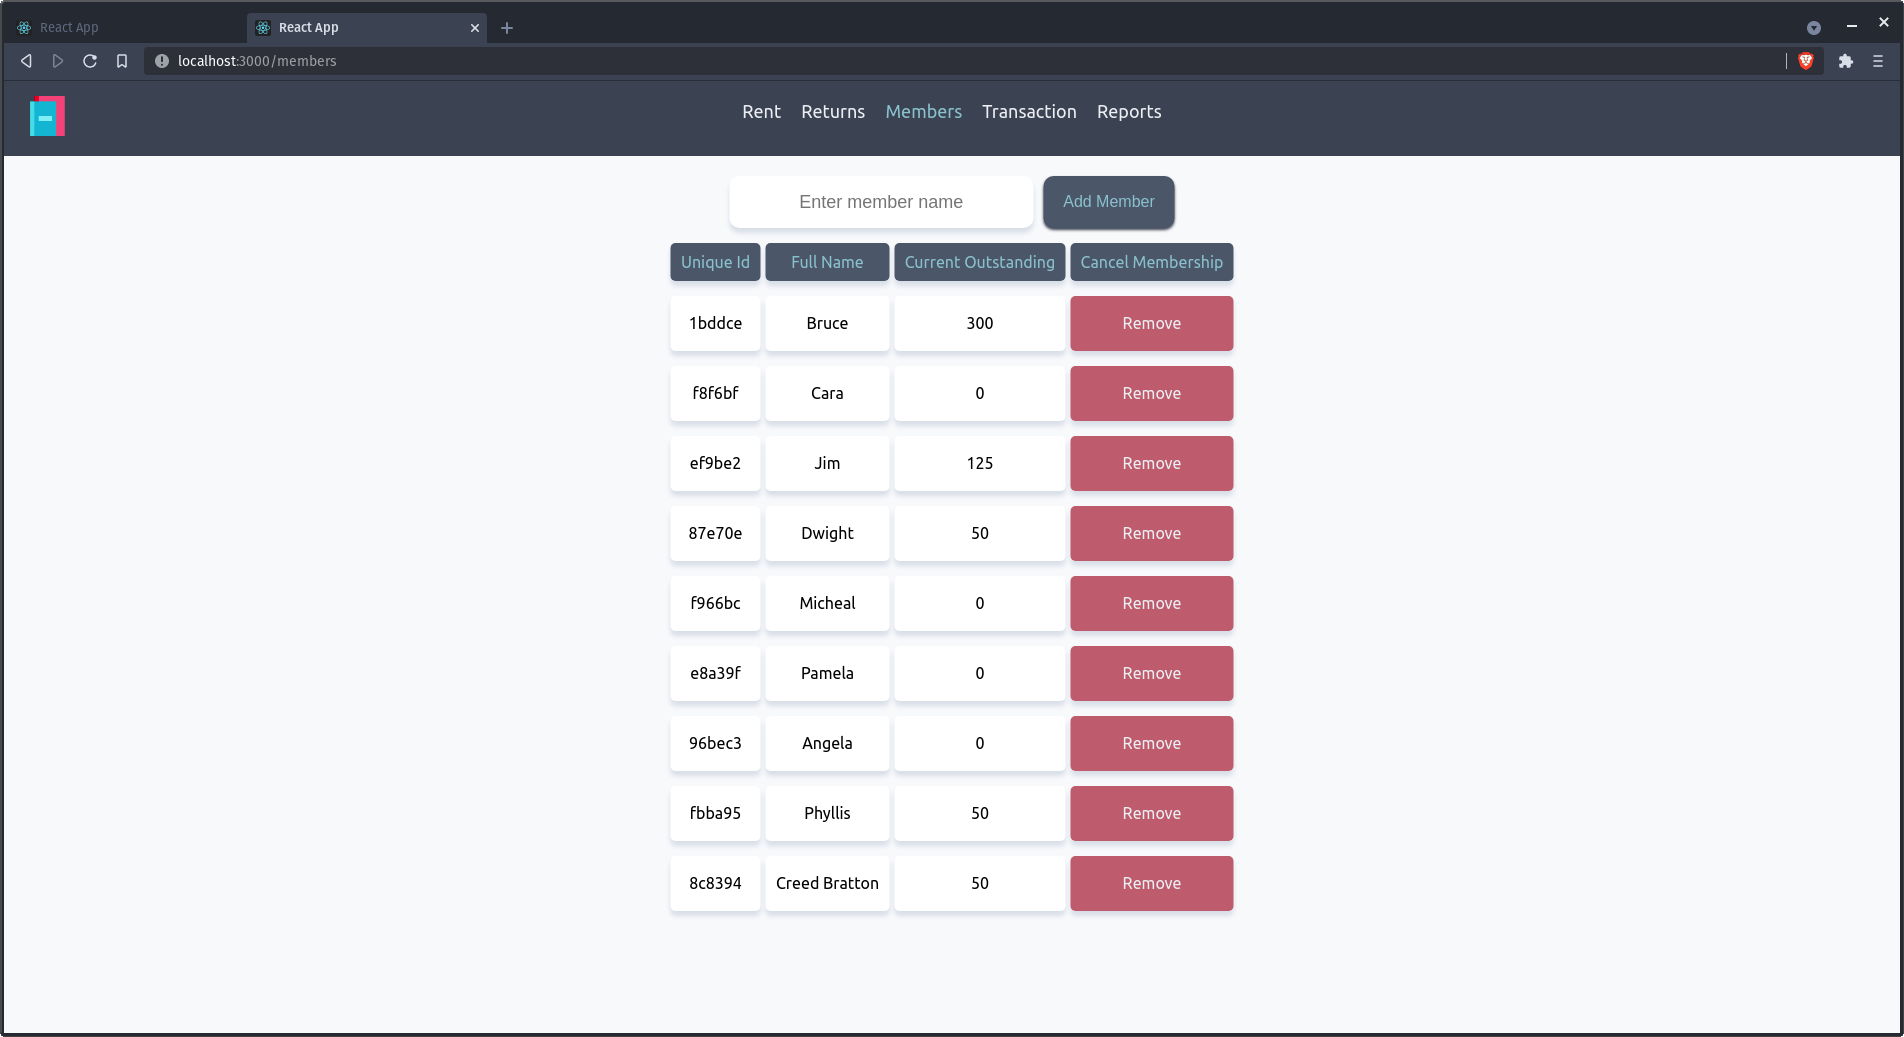 React App React App
localhost:3000/members
Rent Returns Members Transaction Reports
Enter member name Add Member
Unique Id Full Name Current Outstanding Cancel Membership
1bddce Bruce 300 Remove
f8f6bf Cara 0 Remove
ef9be2 Jim 125 Remove
87e70e Dwight 50 Remove
f966bc Micheal 0 Remove
e8a39f Pamela 0 Remove
96bec3 Angela 0 Remove
fbba95 Phyllis 50 Remove
8c8394 Creed Bratton 50 Remove